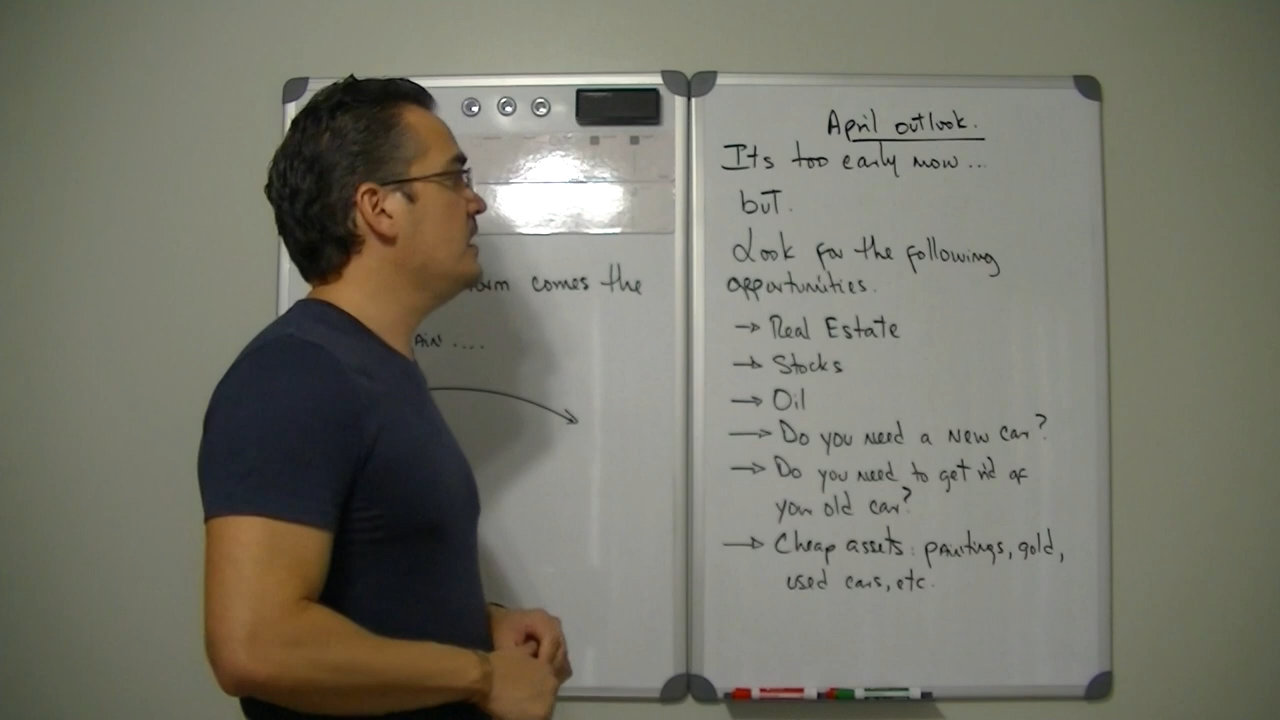 comes the
....
April outlook.
Its too early now...
but.
Look for the following
opportunities.
→ Real Estate
→ Stocks
→ Oil
→ Do you need a new car?
→ Do you need to get rid of
your old car?
→ Cheap assets: paintings, gold,
used cars, etc.